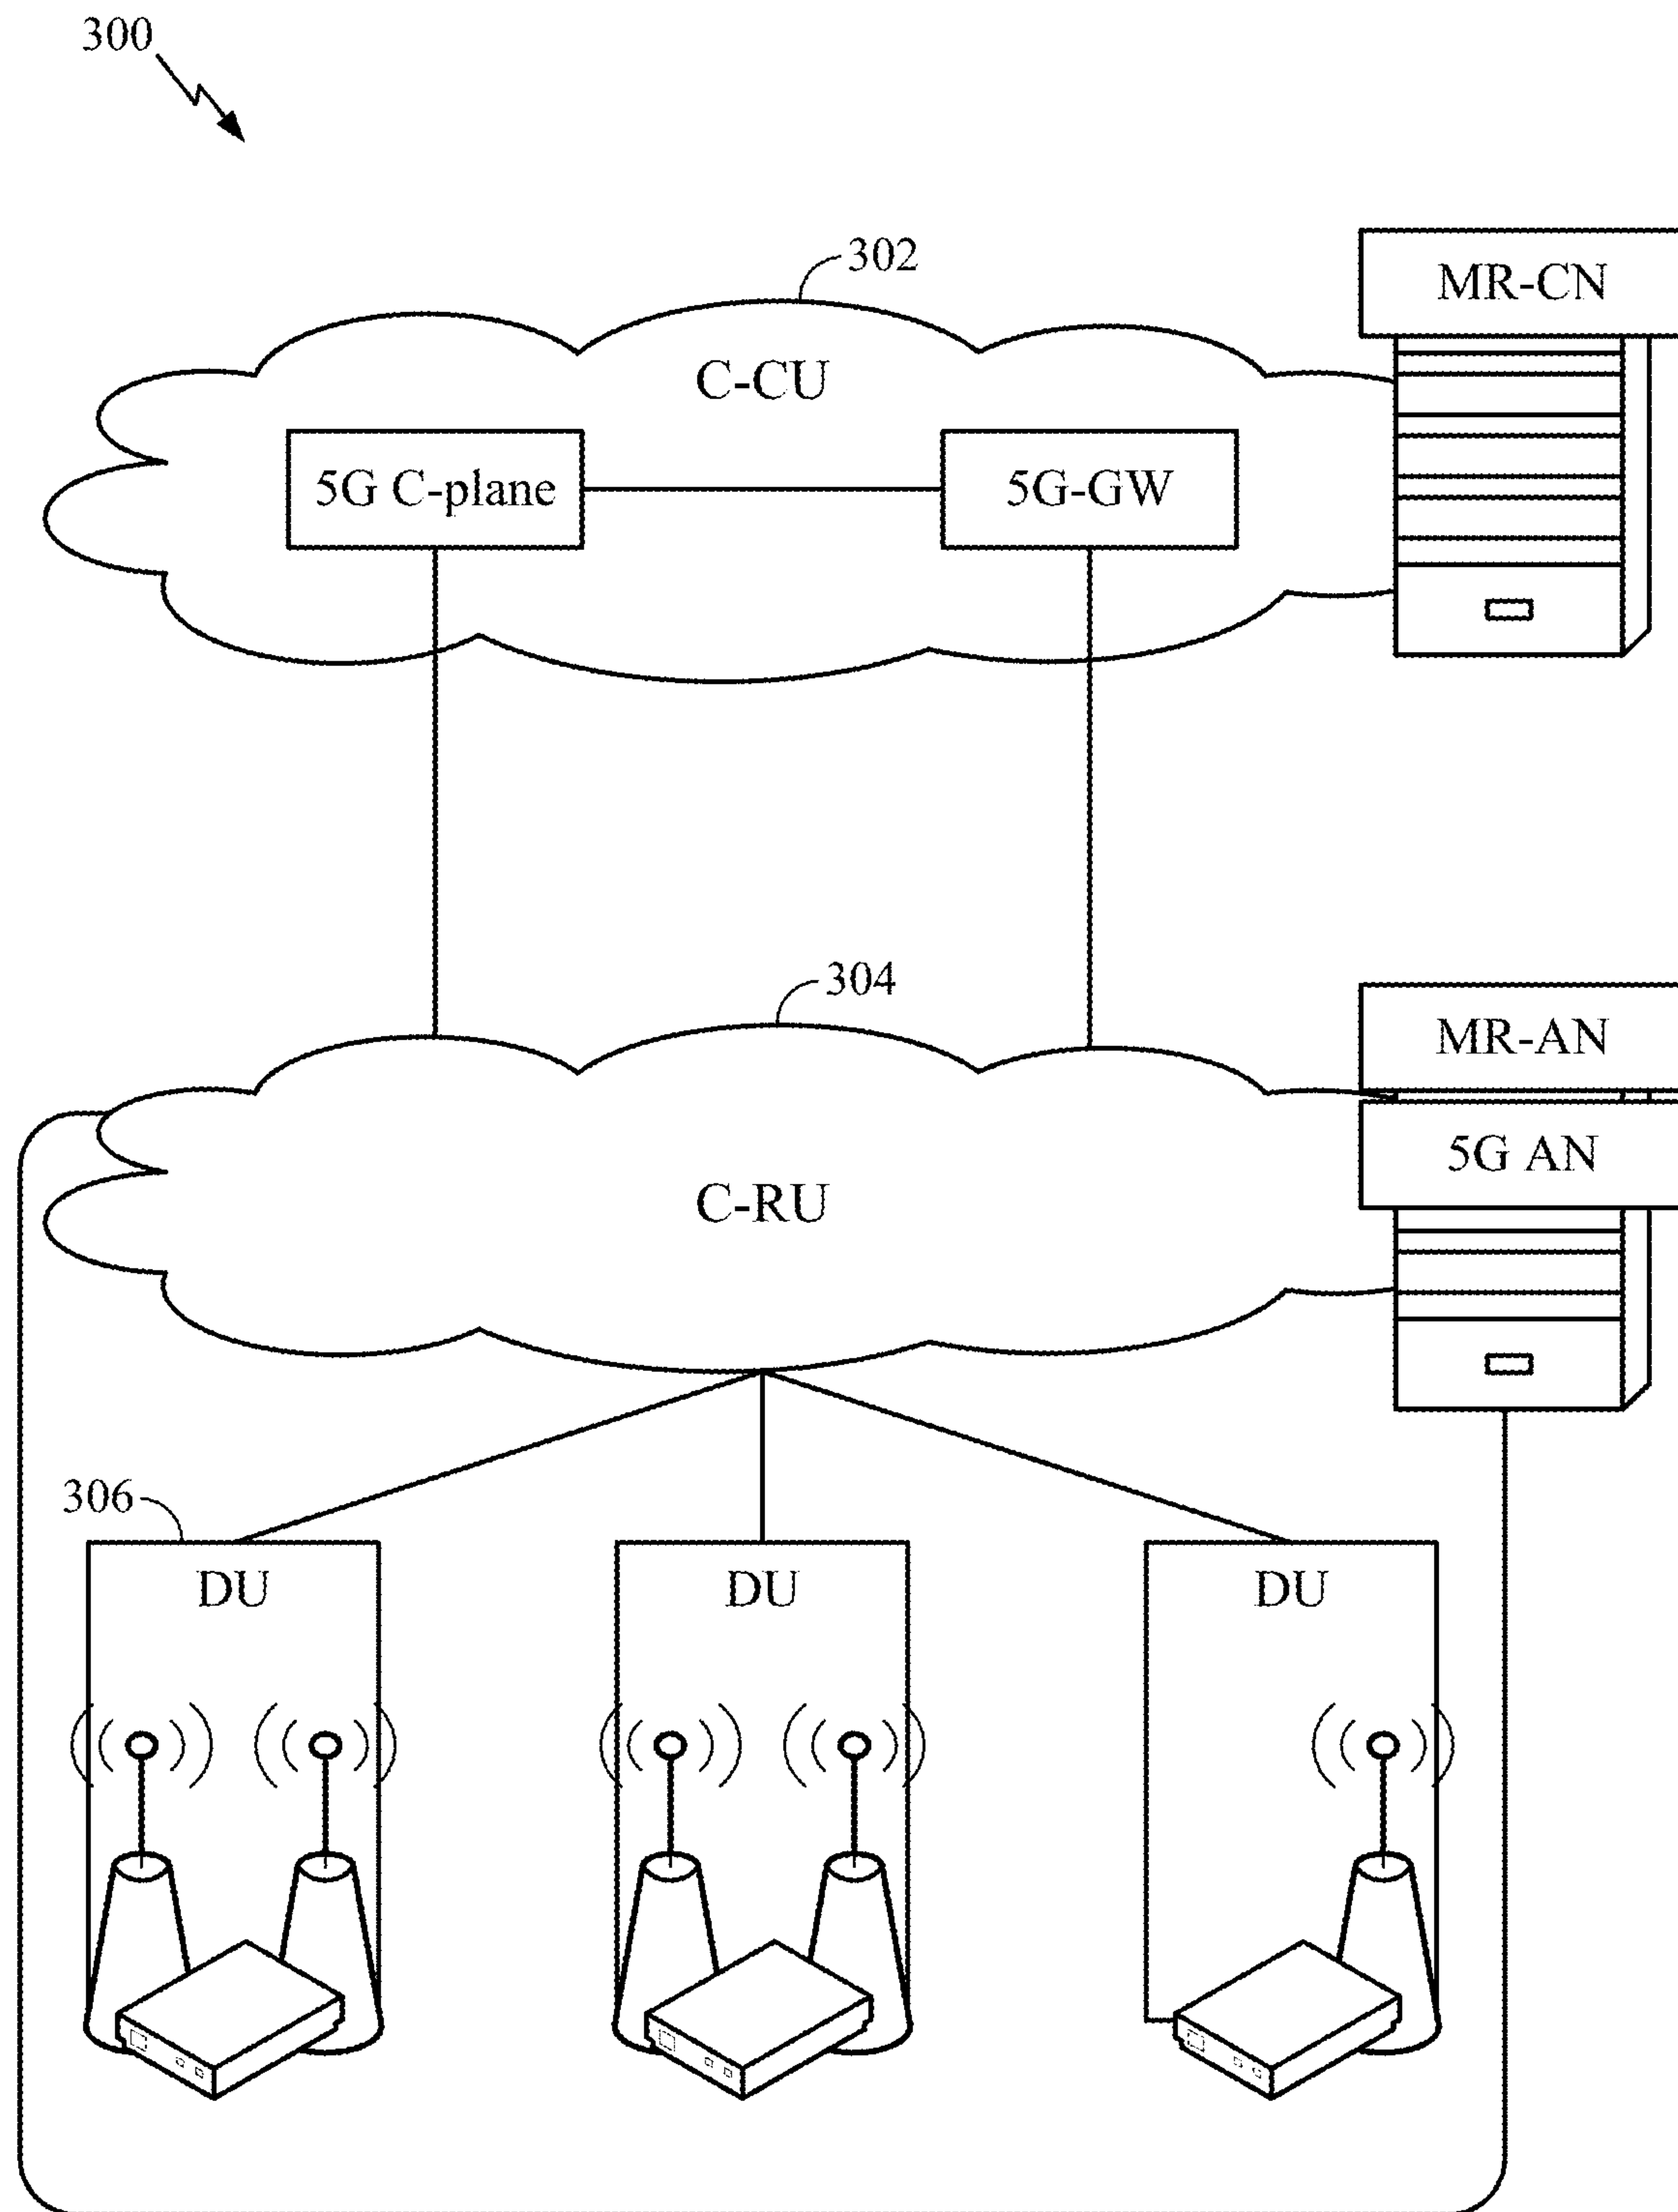 300
302
MR-CN
C-CU
5G C-plane
5G-GW
304
MR-AN
5G AN
C-RU
306
DU
DU
DU